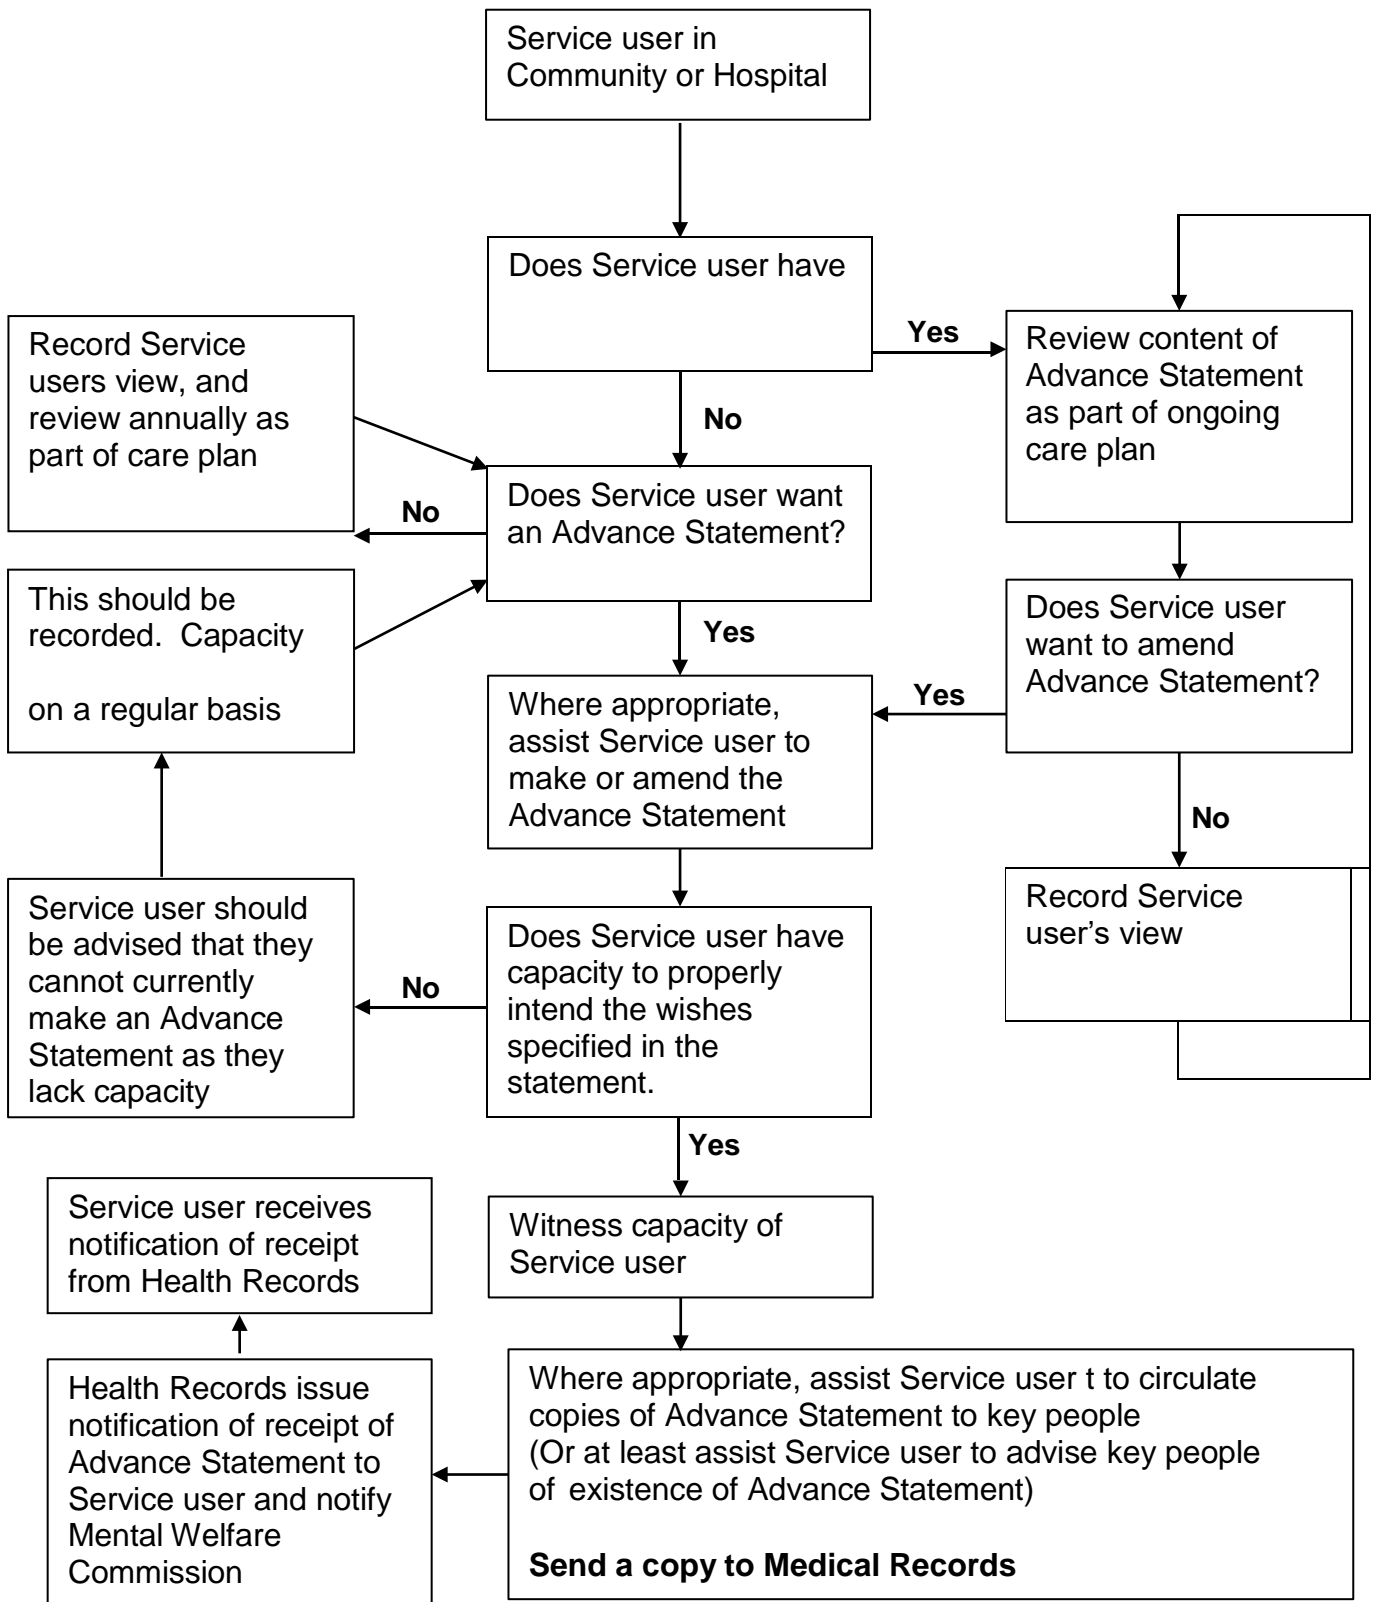 Service user in
Community or Hospital
Does Service user have
Yes
Review content of
Advance Statement
as part of ongoing
care plan
Record Service
users view, and
review annually as
part of care plan
No
Does Service user want
an Advance Statement?
No
This should be
recorded.  Capacity
on a regular basis
Yes
Does Service user
want to amend
Advance Statement?
Yes
Where appropriate,
assist Service user to
make or amend the
Advance Statement
No
Record Service
user’s view
Service user should
be advised that they
cannot currently
make an Advance
Statement as they
lack capacity
No
Does Service user have
capacity to properly
intend the wishes
specified in the
statement.
Yes
Witness capacity of
Service user
Service user receives
notification of receipt
from Health Records
Health Records issue
notification of receipt of
Advance Statement to
Service user and notify
Mental Welfare
Commission
Where appropriate, assist Service user t to circulate
copies of Advance Statement to key people
(Or at least assist Service user to advise key people
of existence of Advance Statement)
Send a copy to Medical Records